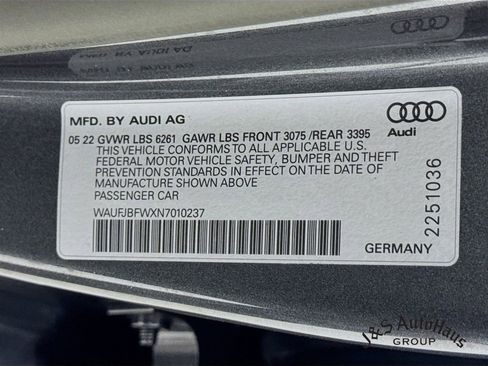 MFD. BY AUDI AG
05 22 GVWR LBS 6261 GAWR LBS FRONT 3075 /REAR 3395
THIS VEHICLE CONFORMS TO ALL APPLICABLE U.S.
FEDERAL MOTOR VEHICLE SAFETY, BUMPER AND THEFT
PREVENTION STANDARDS IN EFFECT ON THE DATE OF
MANUFACTURE SHOWN ABOVE
PASSENGER CAR
WAUFJBFWXN7010237
Audi
2251036
GERMANY
J&S AutoHaus
GROUP